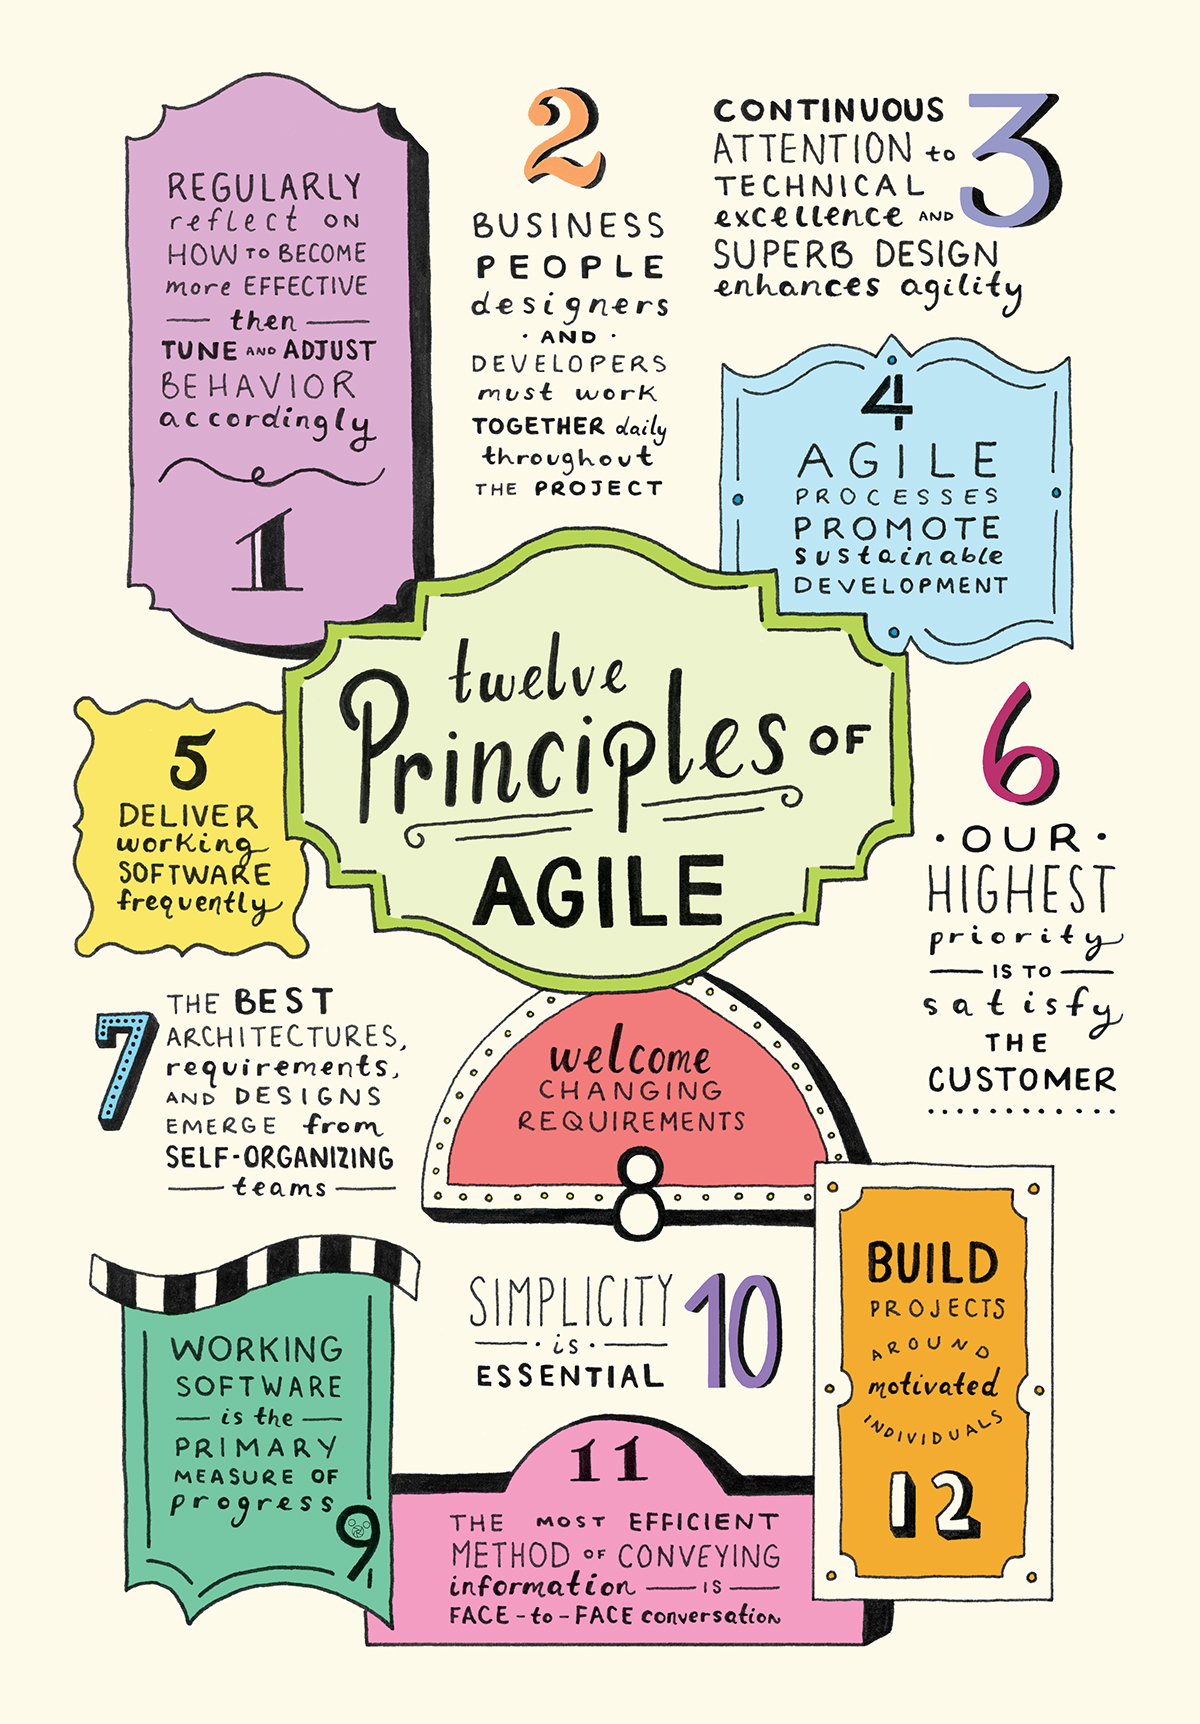 REGULARLY
reflect ON
HOW TO BECOME
more EFFECTIVE
then
TUNE AND ADJUST
BEHAVIOR
accordingly
1
2
BUSINESS
PEOPLE
designers
· AND ·
DEVELOPERS
must work
TOGETHER daily
throughout
THE PROJECT
3
CONTINUOUS
ATTENTION to
TECHNICAL
excellence AND
SUPERB DESIGN
enhances agility
4
AGILE
PROCESSES
PROMOTE
sustainable
DEVELOPMENT
twelve
Principles OF
AGILE
5
DELIVER
working
SOFTWARE
frequently
6
· OUR ·
HIGHEST
priority
IS TO
satisfy
THE
CUSTOMER
7
THE BEST
ARCHITECTURES,
requirements,
AND DESIGNS
EMERGE from
SELF-ORGANIZING
teams
welcome
CHANGING
REQUIREMENTS
8
WORKING
SOFTWARE
is the
PRIMARY
MEASURE OF
progress
9
SIMPLICITY
· is ·
ESSENTIAL
10
11
THE MOST EFFICIENT
METHOD OF CONVEYING
information — IS —
FACE-to-FACE conversation
BUILD
PROJECTS
AROUND
motivated
INDIVIDUALS
12